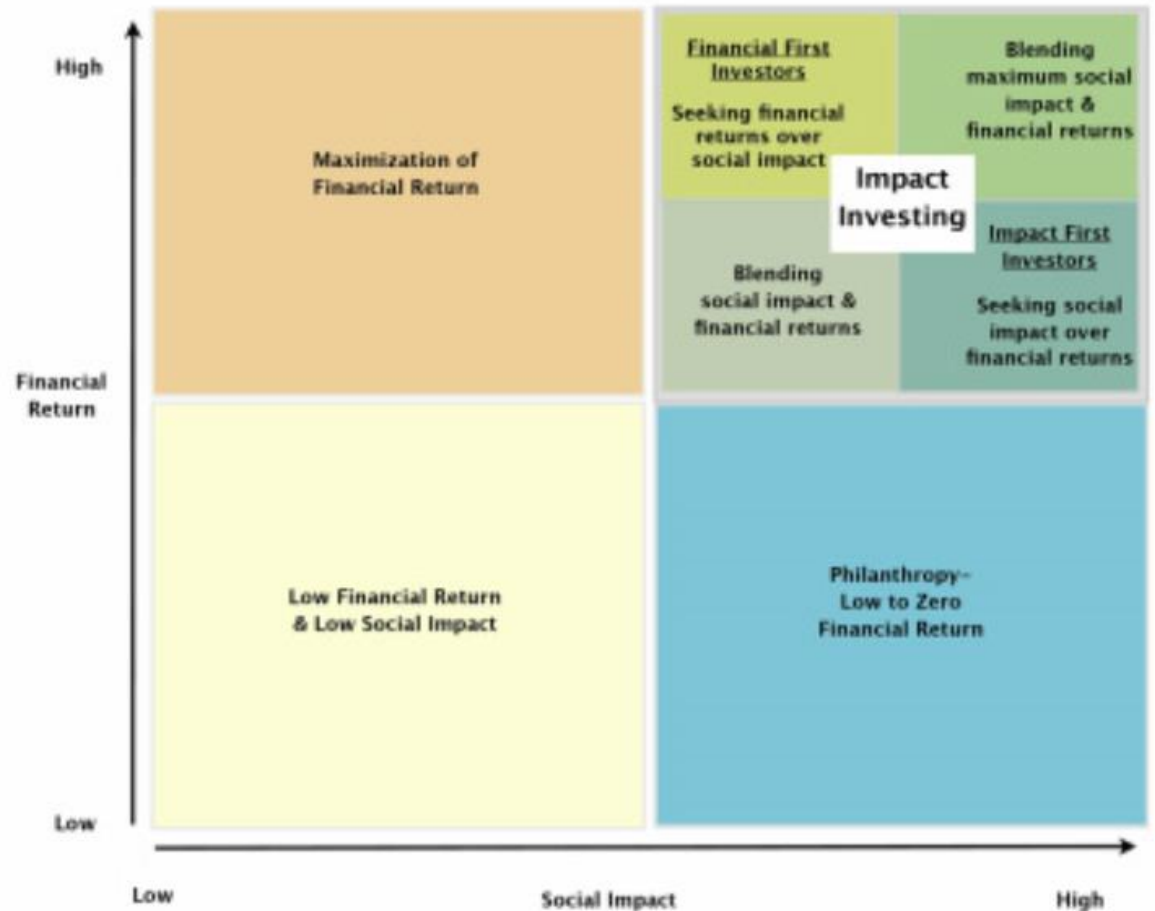 High
Maximization of
Financial Return
Financial First
Investors
Seeking financial
returns over
social impact
Blending
maximum social
impact &
financial returns
Impact
Investing
Blending
social impact &
financial returns
Impact First
Investors
Seeking social
impact over
financial returns
Financial
Return
Low Financial Return
& Low Social Impact
Philanthropy-
Low to Zero
Financial Return
Low
Low
Social Impact
High